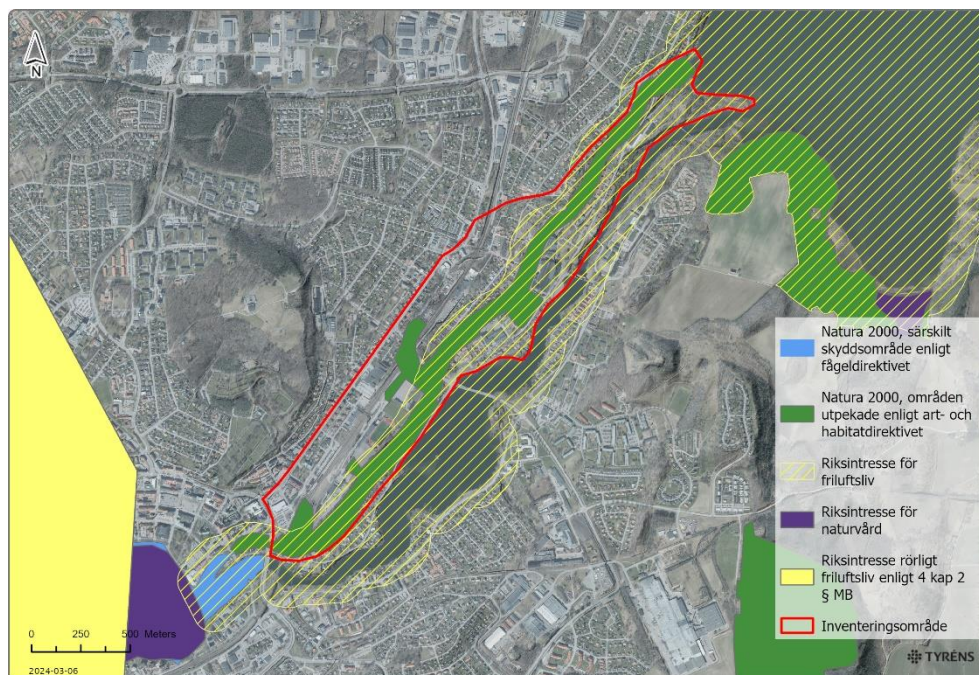 N
Natura 2000, särskilt
skyddsområde enligt
fågeldirektivet
Natura 2000, områden
utpekade enligt art- och
habitatdirektivet
Riksintresse för
friluftsliv
Riksintresse för
naturvård
Riksintresse rörligt
friluftsliv enligt 4 kap 2
§ MB
Inventeringsområde
0 250 500 Meters
2024-03-06
TYRÉNS